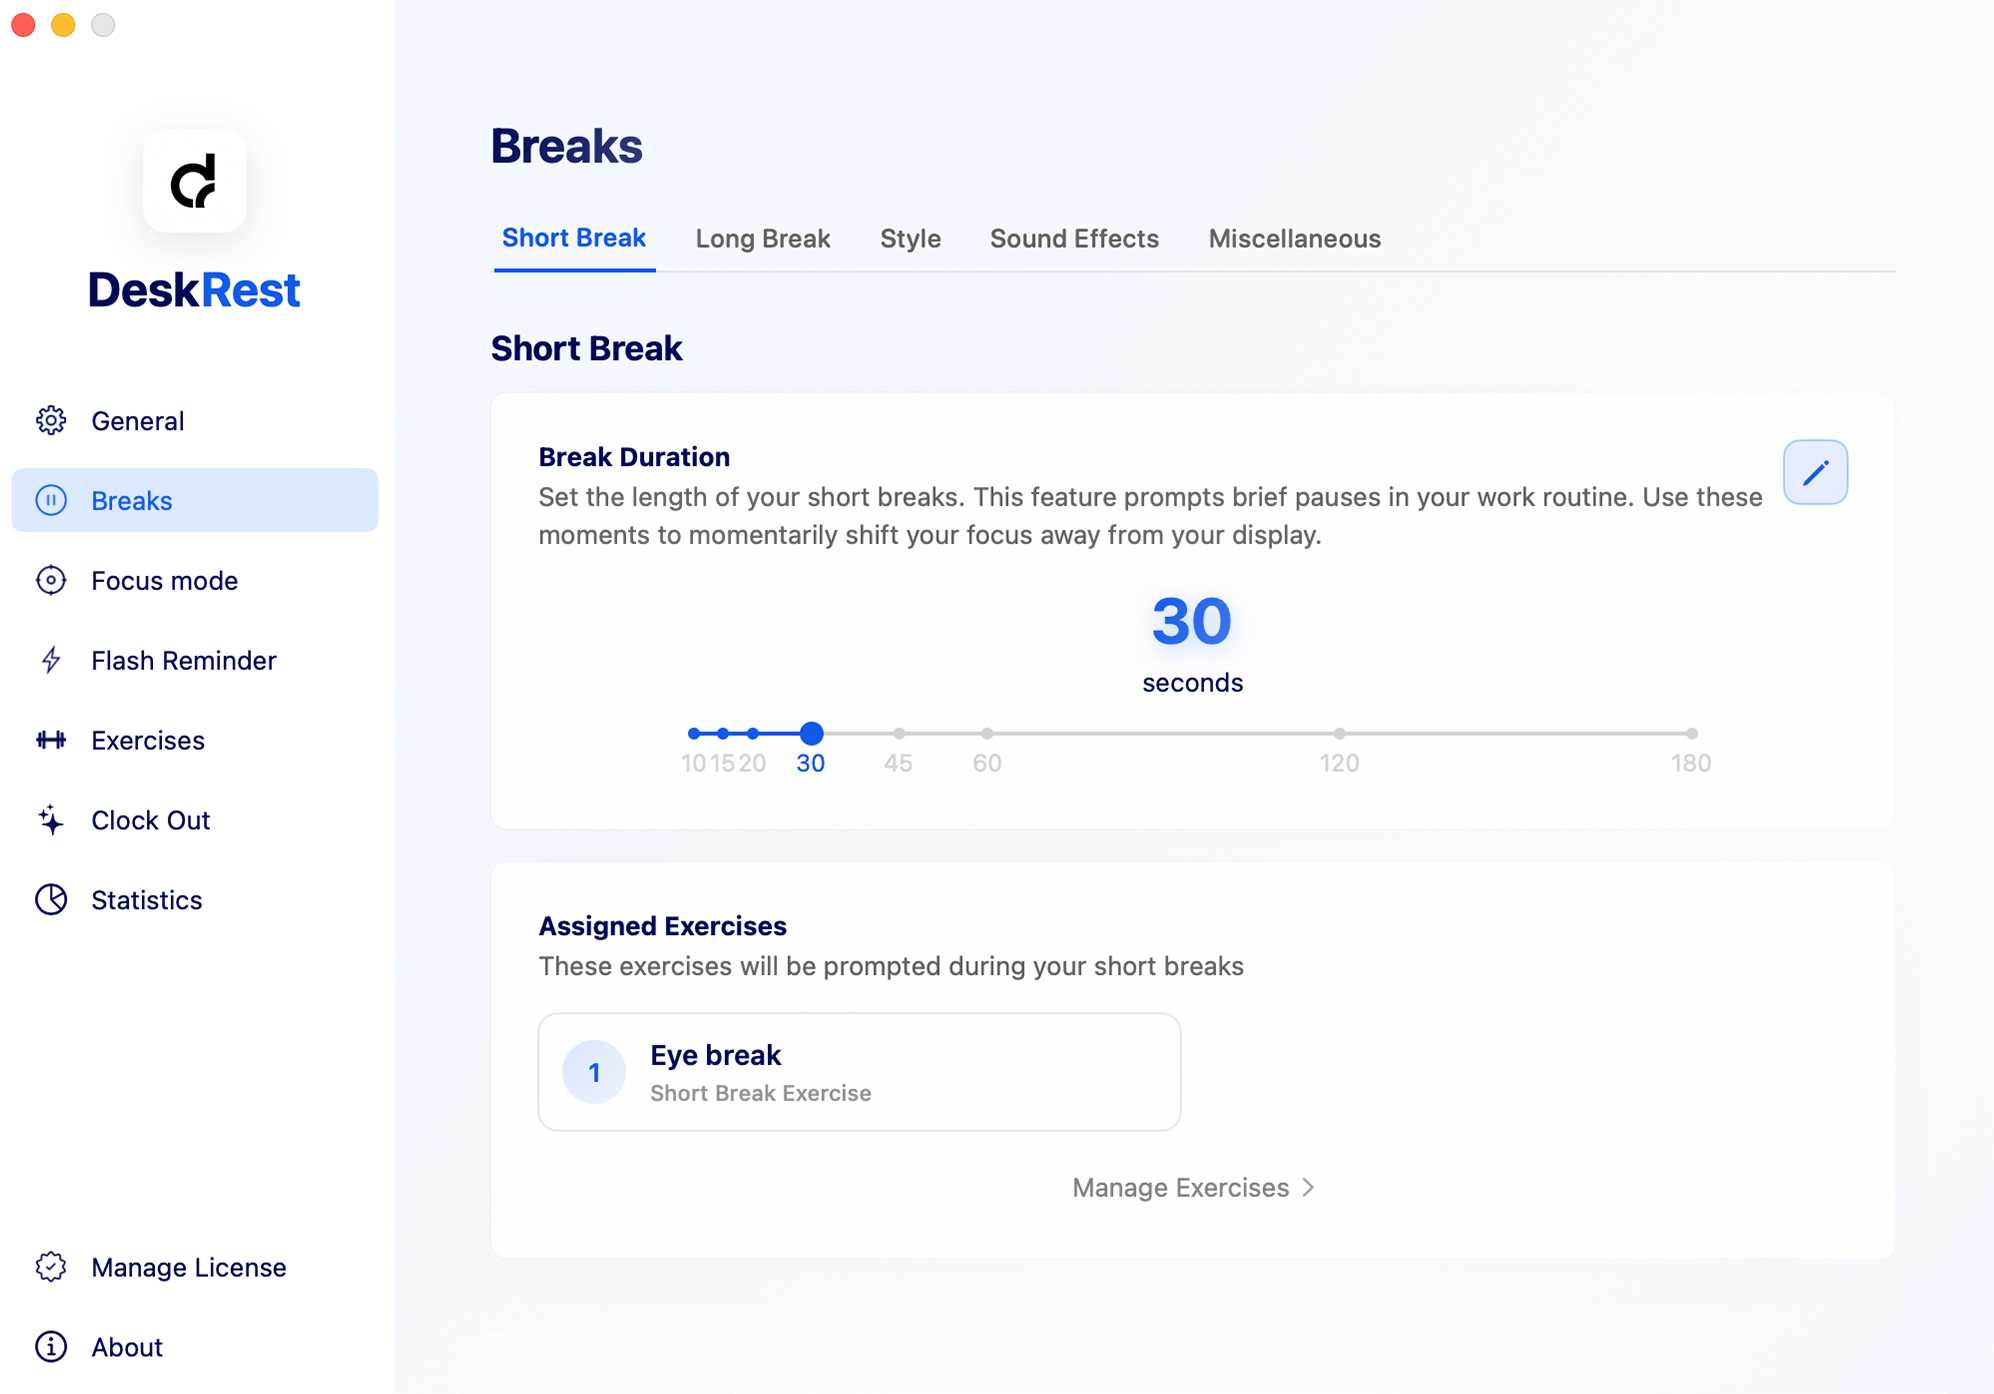 DeskRest
General
Breaks
Focus mode
Flash Reminder
Exercises
Clock Out
Statistics
Manage License
About
Breaks
Short Break
Long Break
Style
Sound Effects
Miscellaneous
Short Break
Break Duration
Set the length of your short breaks. This feature prompts brief pauses in your work routine. Use these
moments to momentarily shift your focus away from your display.
30
seconds
10 15 20 30 45 60 120 180
Assigned Exercises
These exercises will be prompted during your short breaks
1
Eye break
Short Break Exercise
Manage Exercises